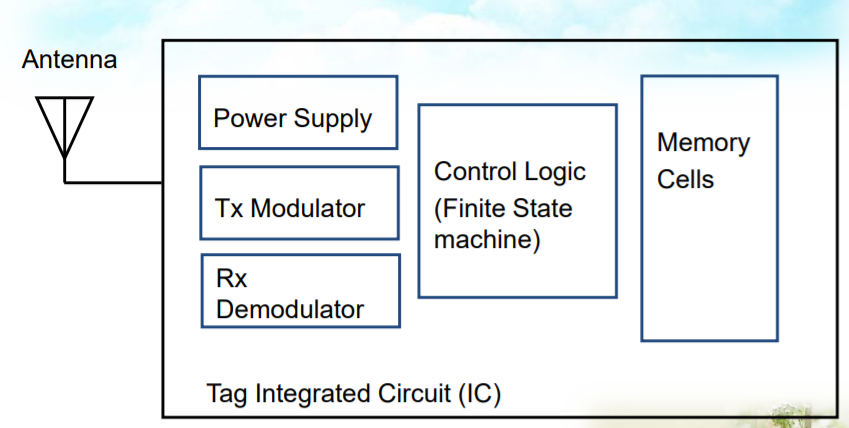 Antenna
Power Supply
Tx Modulator
Rx
Demodulator
Control Logic
(Finite State
machine)
Memory
Cells
Tag Integrated Circuit (IC)